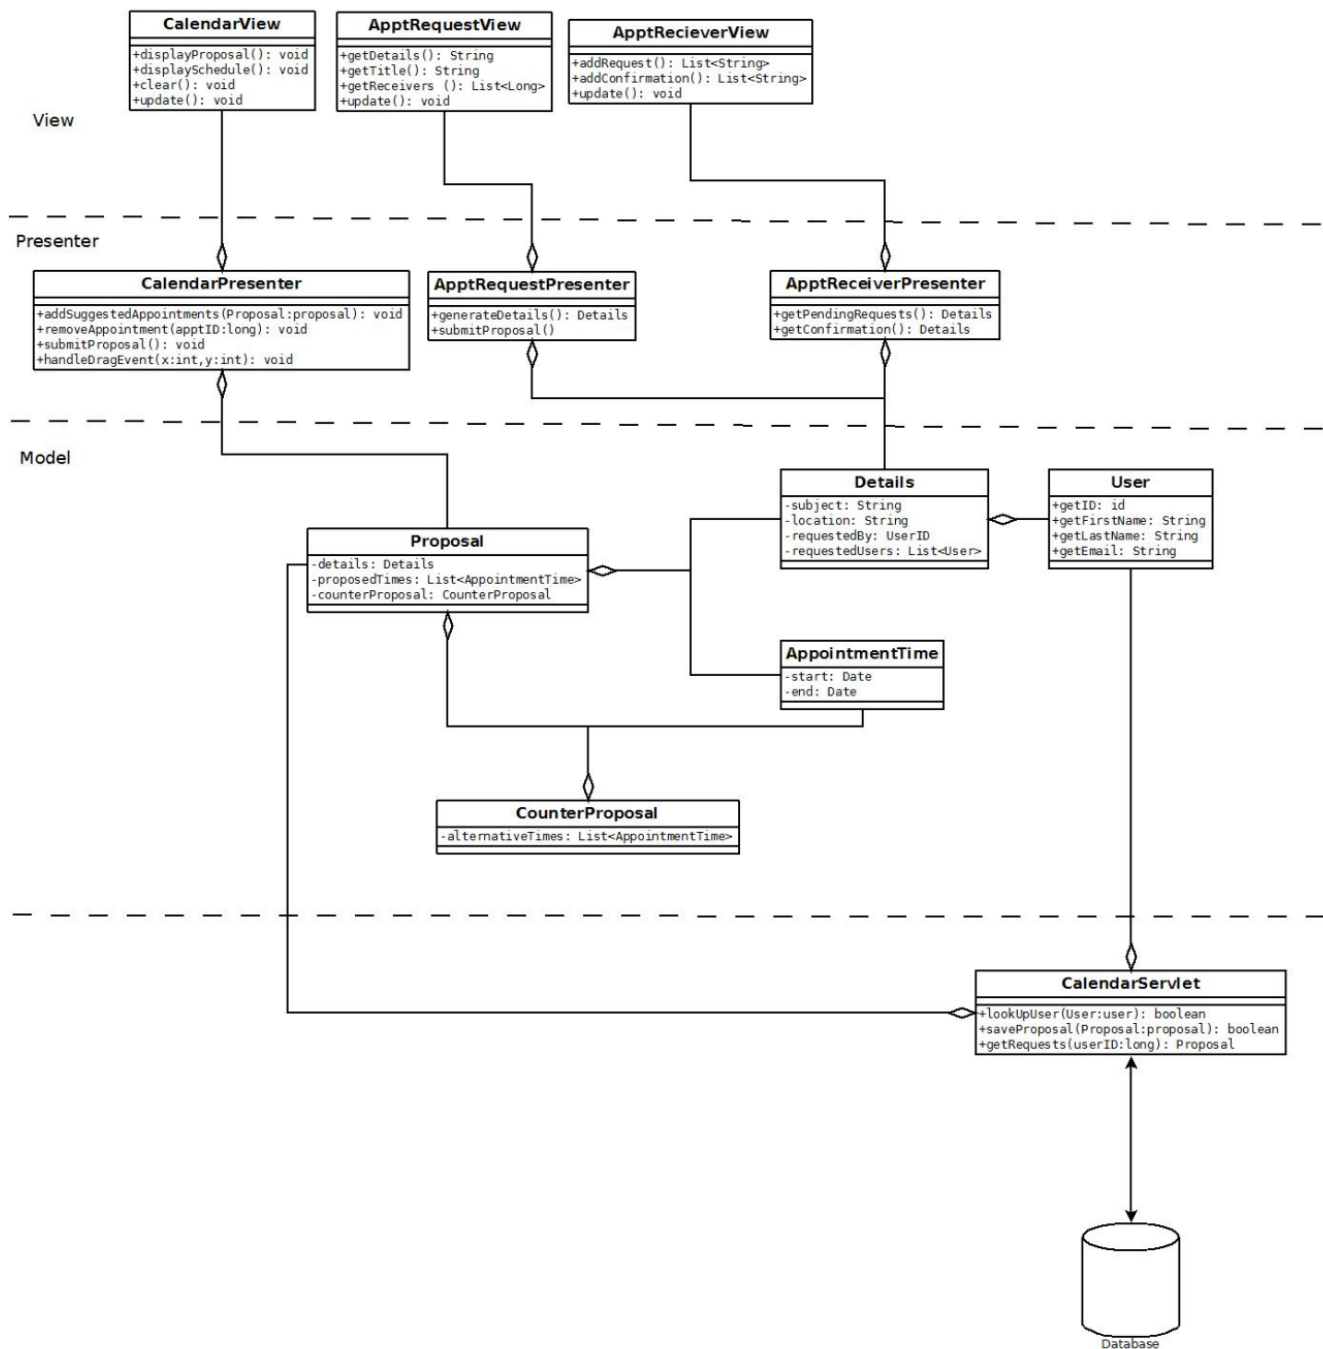 CalendarView
+displayProposal(): void
+displaySchedule(): void
+clear(): void
+update(): void
ApptRequestView
+getDetails(): String
+getTitle(): String
+getReceivers (): List<Long>
+update(): void
ApptRecieverView
+addRequest(): List<String>
+addConfirmation(): List<String>
+update(): void
View
Presenter
CalendarPresenter
+addSuggestedAppointments(Proposal:proposal): void
+removeAppointment(apptID:long): void
+submitProposal(): void
+handleDragEvent(x:int,y:int): void
ApptRequestPresenter
+generateDetails(): Details
+submitProposal()
ApptReceiverPresenter
+getPendingRequests(): Details
+getConfirmation(): Details
Model
Details
-subject: String
-location: String
-requestedBy: UserID
-requestedUsers: List<User>
User
+getID: id
+getFirstName: String
+getLastName: String
+getEmail: String
Proposal
-details: Details
-proposedTimes: List<AppointmentTime>
-counterProposal: CounterProposal
AppointmentTime
-start: Date
-end: Date
CounterProposal
-alternativeTimes: List<AppointmentTime>
CalendarServlet
+lookUpUser(User:user): boolean
+saveProposal(Proposal:proposal): boolean
+getRequests(userID:long): Proposal
Database